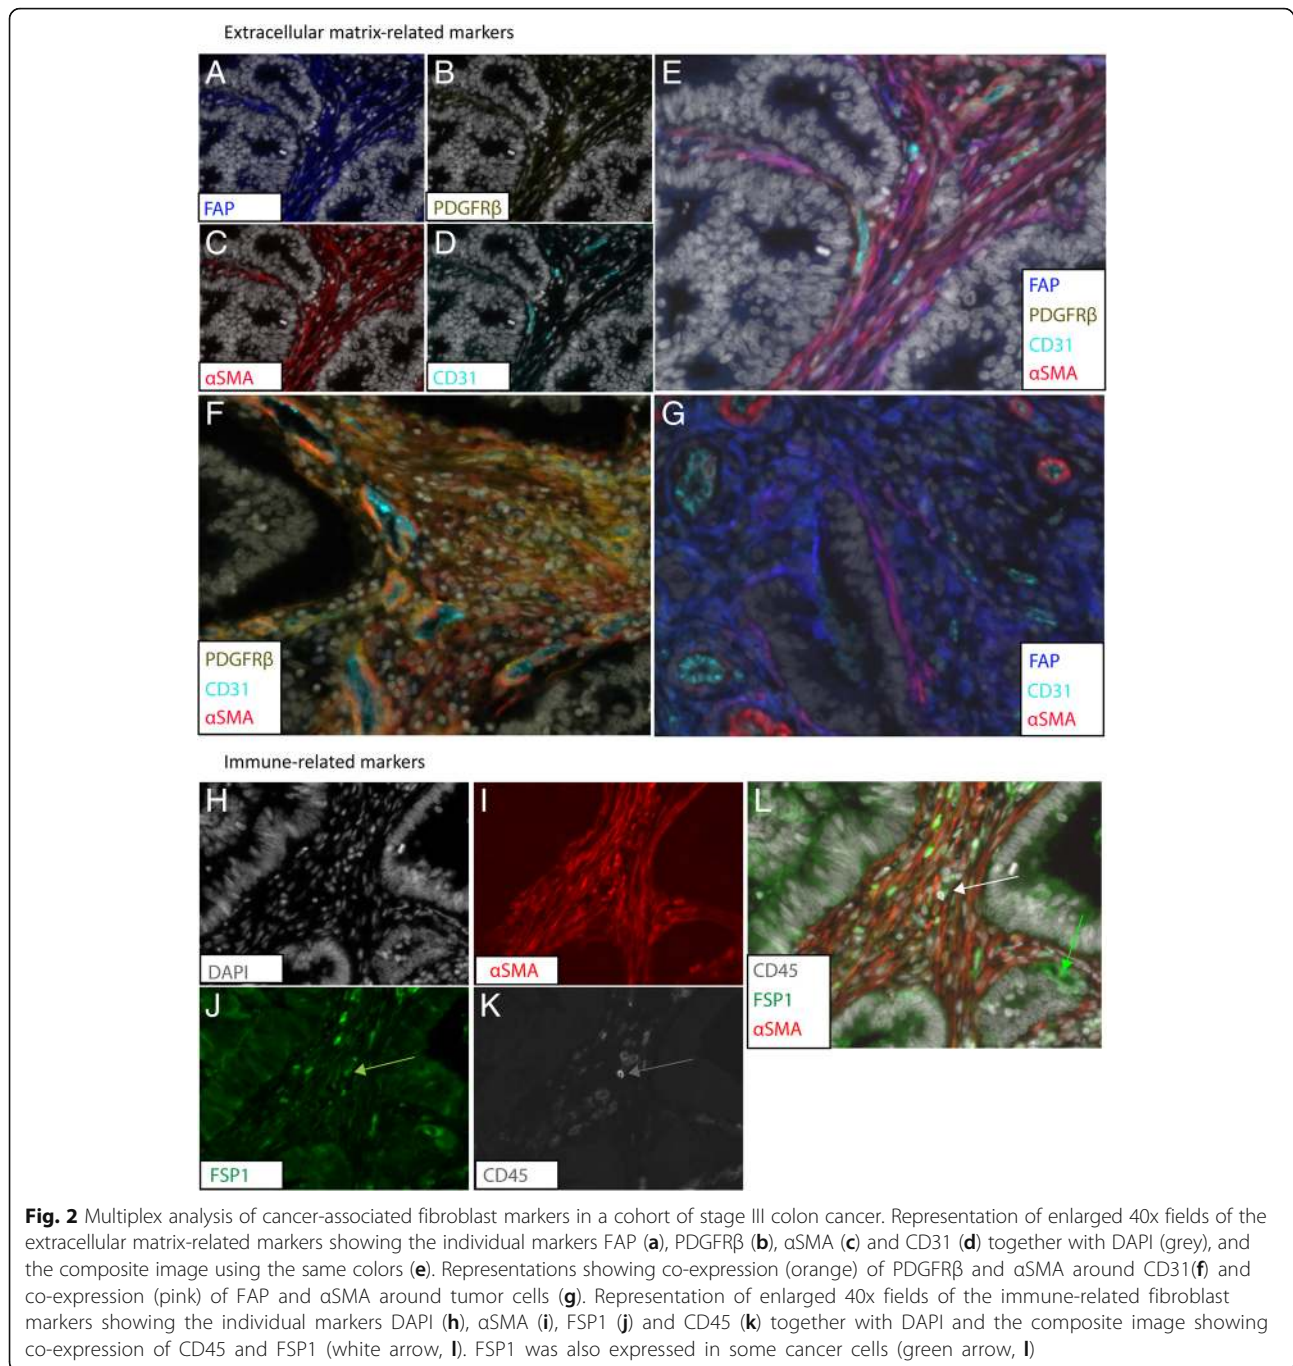 Extracellular matrix-related markers
A
B
E
FAP
PDGFRβ
C
D
αSMA
CD31
FAP
PDGFRβ
CD31
αSMA
F
G
PDGFRβ
CD31
αSMA
FAP
CD31
αSMA
Immune-related markers
H
I
L
DAPI
αSMA
CD45
FSP1
αSMA
J
K
FSP1
CD45
Fig. 2 Multiplex analysis of cancer-associated fibroblast markers in a cohort of stage III colon cancer. Representation of enlarged 40x fields of the
extracellular matrix-related markers showing the individual markers FAP (a), PDGFRβ (b), αSMA (c) and CD31 (d) together with DAPI (grey), and
the composite image using the same colors (e). Representations showing co-expression (orange) of PDGFRβ and αSMA around CD31(f) and
co-expression (pink) of FAP and αSMA around tumor cells (g). Representation of enlarged 40x fields of the immune-related fibroblast
markers showing the individual markers DAPI (h), αSMA (i), FSP1 (j) and CD45 (k) together with DAPI and the composite image showing
co-expression of CD45 and FSP1 (white arrow, l). FSP1 was also expressed in some cancer cells (green arrow, l)